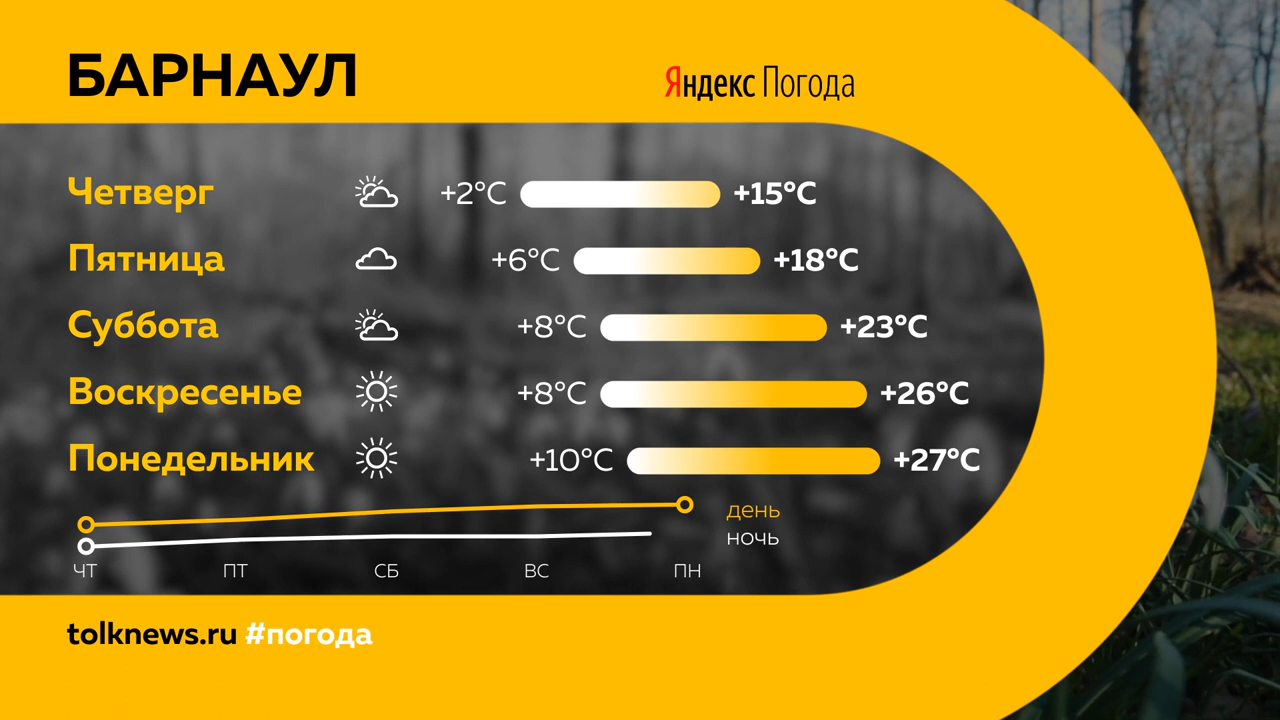 БАРНАУЛ
Яндекс Погода
Четверг +2°C +15°C
Пятница +6°C +18°C
Суббота +8°C +23°C
Воскресенье +8°C +26°C
Понедельник +10°C +27°C
день
ночь
ЧТ ПТ СБ ВС ПН
tolknews.ru #погода